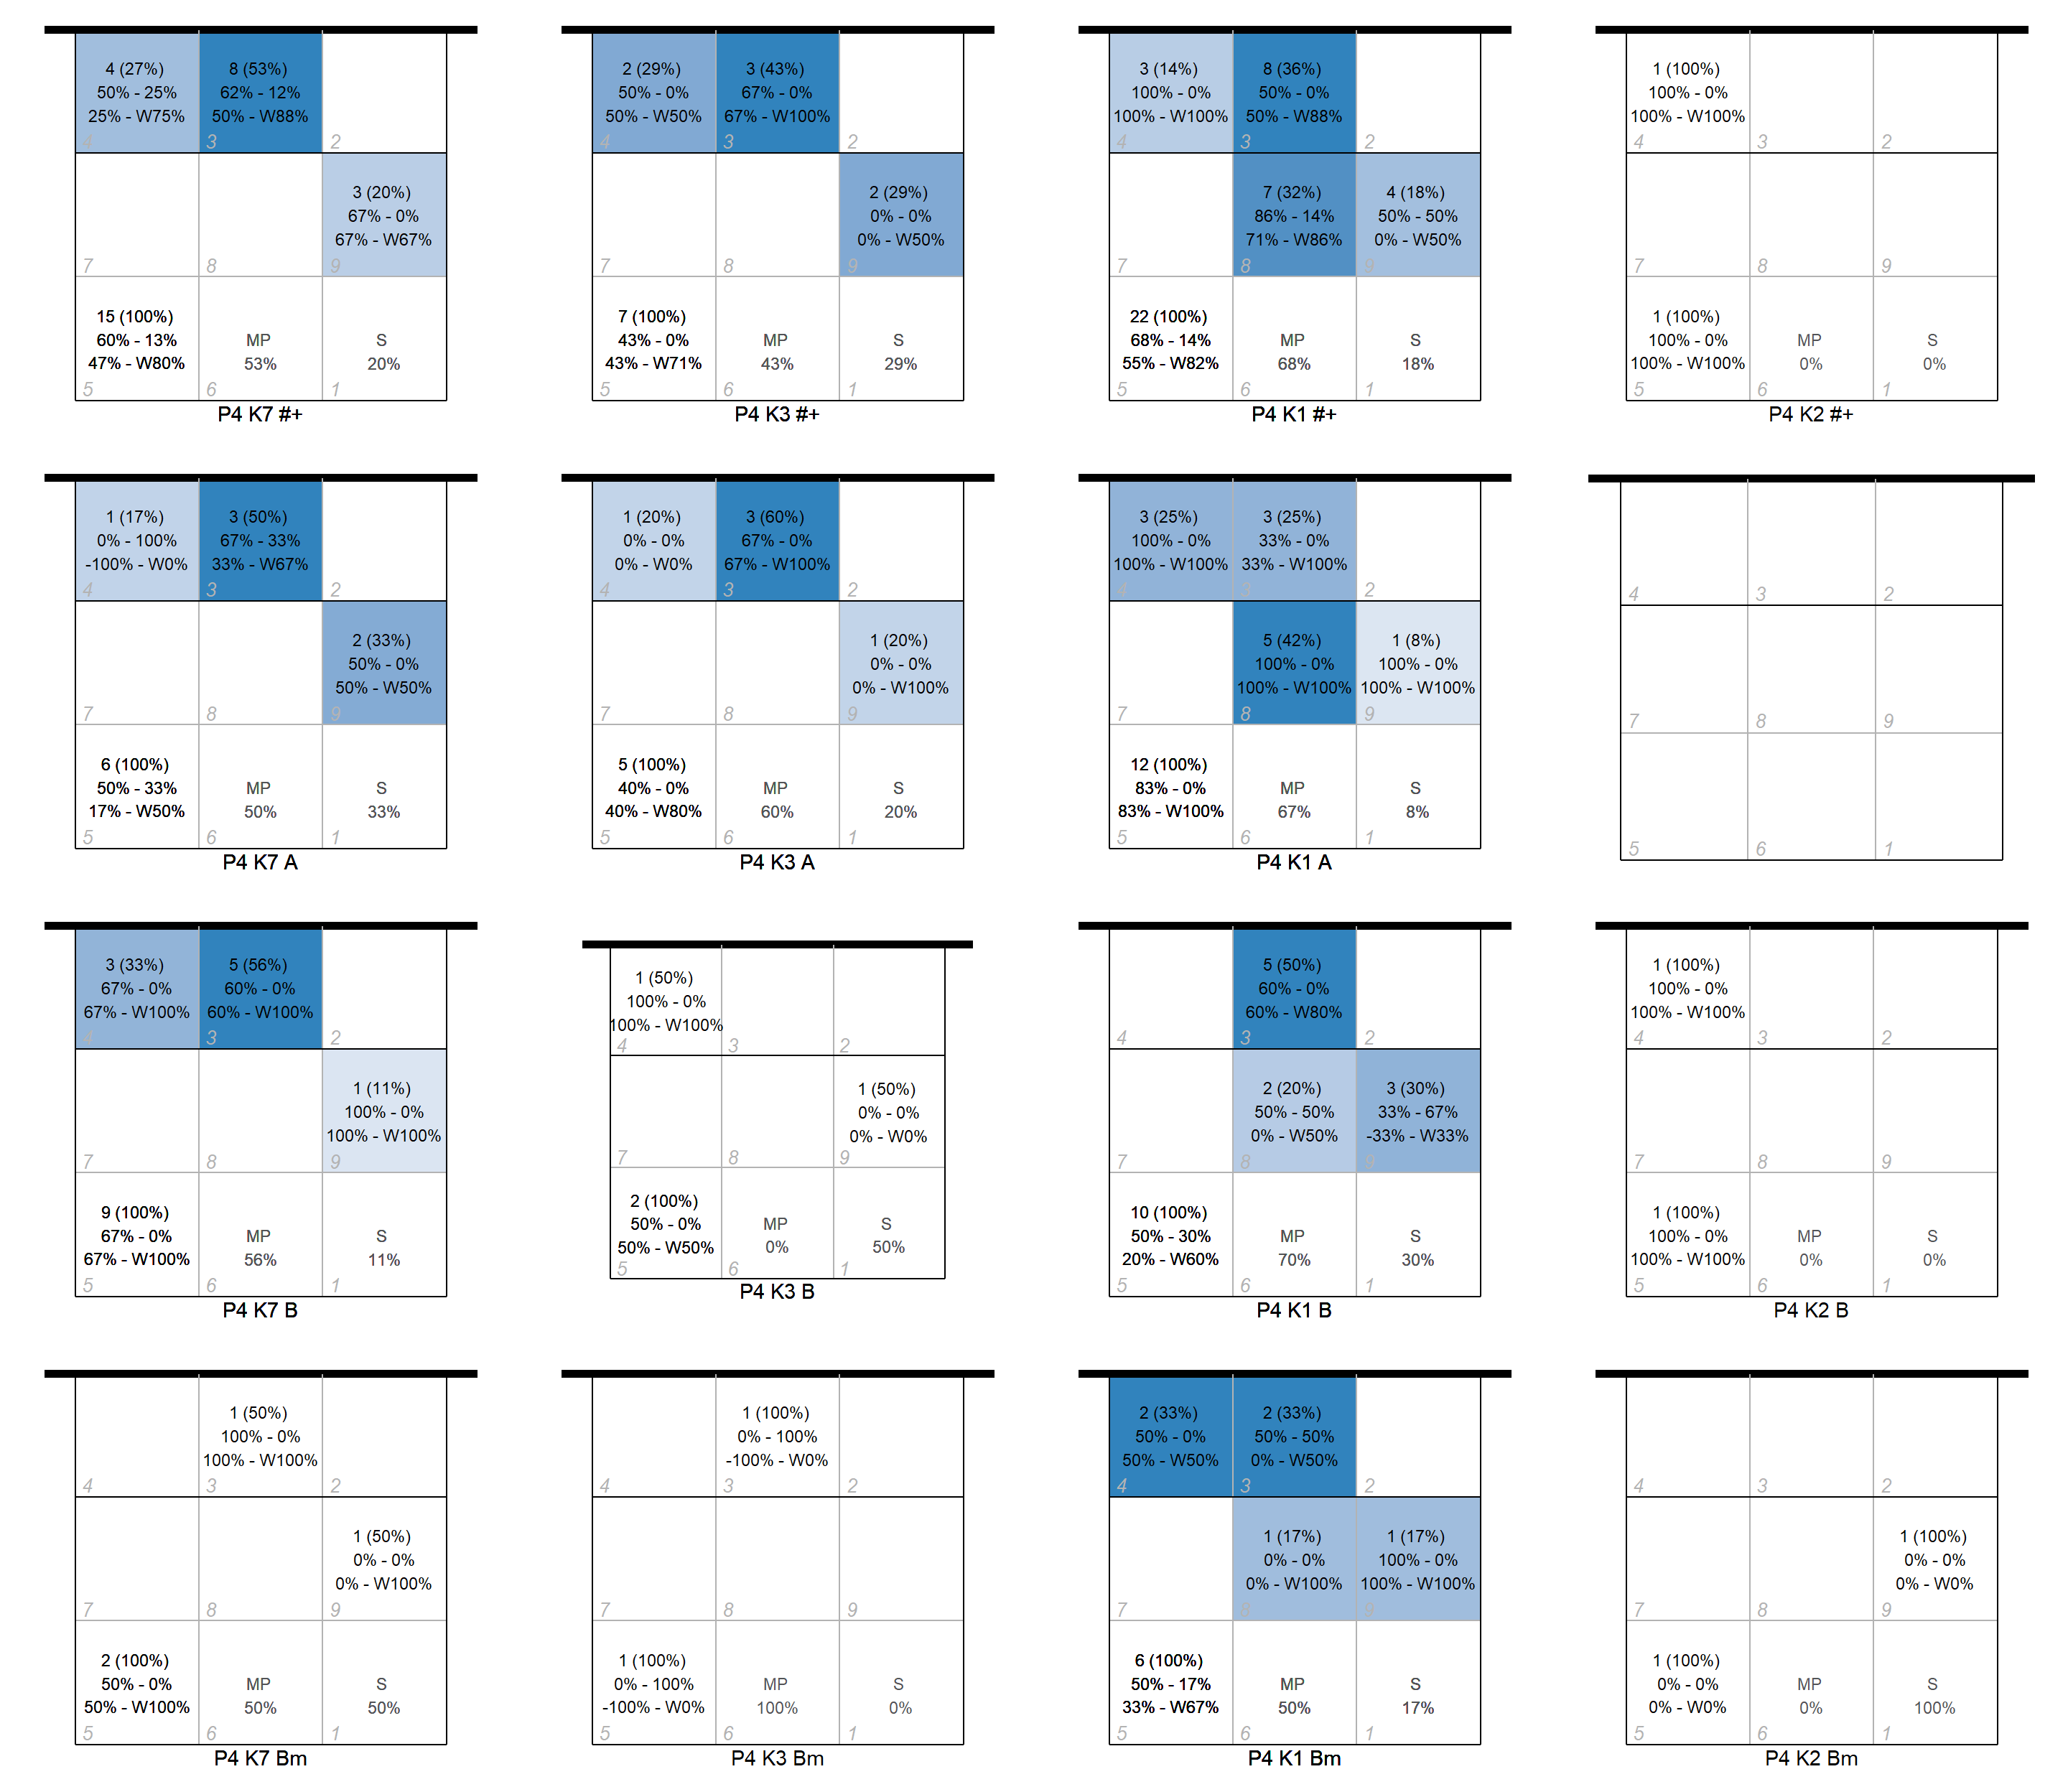 4 (27%)
50% - 25%
25% - W75%
4
8 (53%)
62% - 12%
50% - W88%
3
2
7
8
3 (20%)
67% - 0%
67% - W67%
9
15 (100%)
60% - 13%
47% - W80%
5
MP
53%
6
S
20%
1
P4 K7 #+
2 (29%)
50% - 0%
50% - W50%
4
3 (43%)
67% - 0%
67% - W100%
3
2
7
8
2 (29%)
0% - 0%
0% - W50%
9
7 (100%)
43% - 0%
43% - W71%
5
MP
43%
6
S
29%
1
P4 K3 #+
3 (14%)
100% - 0%
100% - W100%
4
8 (36%)
50% - 0%
50% - W88%
3
2
7
7 (32%)
86% - 14%
71% - W86%
8
4 (18%)
50% - 50%
0% - W50%
9
22 (100%)
68% - 14%
55% - W82%
5
MP
68%
6
S
18%
1
P4 K1 #+
1 (100%)
100% - 0%
100% - W100%
4
3
2
7
8
9
1 (100%)
100% - 0%
100% - W100%
5
MP
0%
6
S
0%
1
P4 K2 #+
1 (17%)
0% - 100%
-100% - W0%
4
3 (50%)
67% - 33%
33% - W67%
3
2
7
8
2 (33%)
50% - 0%
50% - W50%
9
6 (100%)
50% - 33%
17% - W50%
5
MP
50%
6
S
33%
1
P4 K7 A
1 (20%)
0% - 0%
0% - W0%
4
3 (60%)
67% - 0%
67% - W100%
3
2
7
8
1 (20%)
0% - 0%
0% - W100%
9
5 (100%)
40% - 0%
40% - W80%
5
MP
60%
6
S
20%
1
P4 K3 A
3 (25%)
100% - 0%
100% - W100%
4
3 (25%)
33% - 0%
33% - W100%
3
2
7
5 (42%)
100% - 0%
100% - W100%
8
1 (8%)
100% - 0%
100% - W100%
9
12 (100%)
83% - 0%
83% - W100%
5
MP
67%
6
S
8%
1
P4 K1 A
4
3
2
7
8
9
5
6
1
3 (33%)
67% - 0%
67% - W100%
4
5 (56%)
60% - 0%
60% - W100%
3
2
7
8
1 (11%)
100% - 0%
100% - W100%
9
9 (100%)
67% - 0%
67% - W100%
5
MP
56%
6
S
11%
1
P4 K7 B
1 (50%)
100% - 0%
100% - W100%
4
3
2
7
8
1 (50%)
0% - 0%
0% - W0%
9
2 (100%)
50% - 0%
50% - W50%
5
MP
0%
6
S
50%
1
P4 K3 B
4
5 (50%)
60% - 0%
60% - W80%
3
2
7
2 (20%)
50% - 50%
0% - W50%
8
3 (30%)
33% - 67%
-33% - W33%
9
10 (100%)
50% - 30%
20% - W60%
5
MP
70%
6
S
30%
1
P4 K1 B
1 (100%)
100% - 0%
100% - W100%
4
3
2
7
8
9
1 (100%)
100% - 0%
100% - W100%
5
MP
0%
6
S
0%
1
P4 K2 B
4
1 (50%)
100% - 0%
100% - W100%
3
2
7
8
1 (50%)
0% - 0%
0% - W100%
9
2 (100%)
50% - 0%
50% - W100%
5
MP
50%
6
S
50%
1
P4 K7 Bm
4
1 (100%)
0% - 100%
-100% - W0%
3
2
7
8
9
1 (100%)
0% - 100%
-100% - W0%
5
MP
100%
6
S
0%
1
P4 K3 Bm
2 (33%)
50% - 0%
50% - W50%
4
2 (33%)
50% - 50%
0% - W50%
3
2
7
1 (17%)
0% - 0%
0% - W100%
8
1 (17%)
100% - 0%
100% - W100%
9
6 (100%)
50% - 17%
33% - W67%
5
MP
50%
6
S
17%
1
P4 K1 Bm
4
3
2
7
8
1 (100%)
0% - 0%
0% - W0%
9
1 (100%)
0% - 0%
0% - W0%
5
MP
0%
6
S
100%
1
P4 K2 Bm